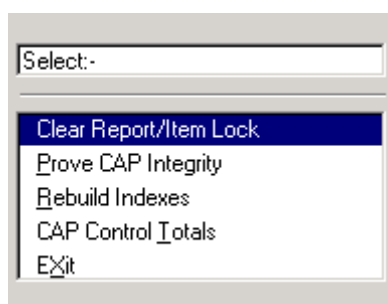 Select:-
Clear Report/Item Lock
Prove CAP Integrity
Rebuild Indexes
CAP Control Totals
EXit